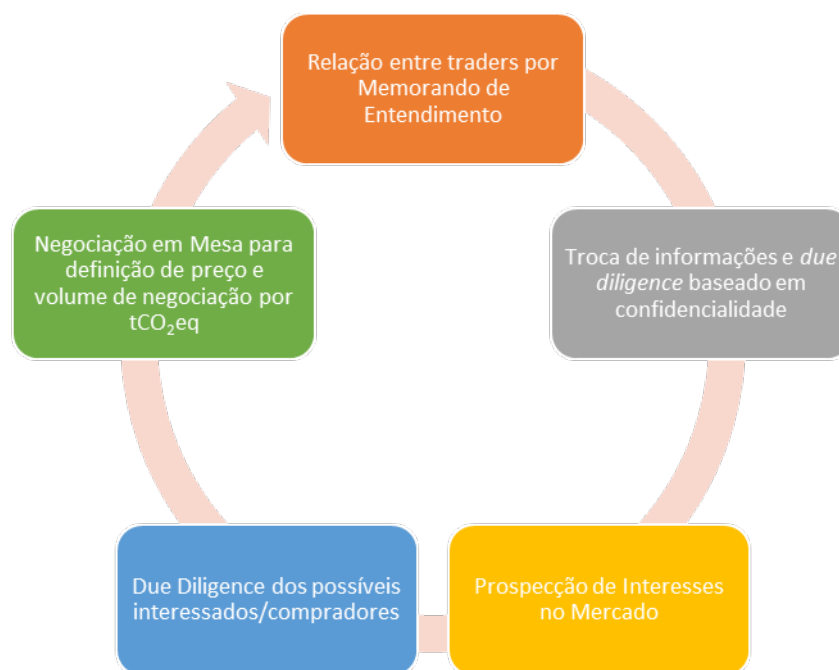 Relação entre traders por
Memorando de
Entendimento
Negociação em Mesa para
definição de preço e
volume de negociação por
tCO₂eq
Troca de informações e due
diligence baseado em
confidencialidade
Due Diligence dos possíveis
interessados/compradores
Prospecção de Interesses
no Mercado